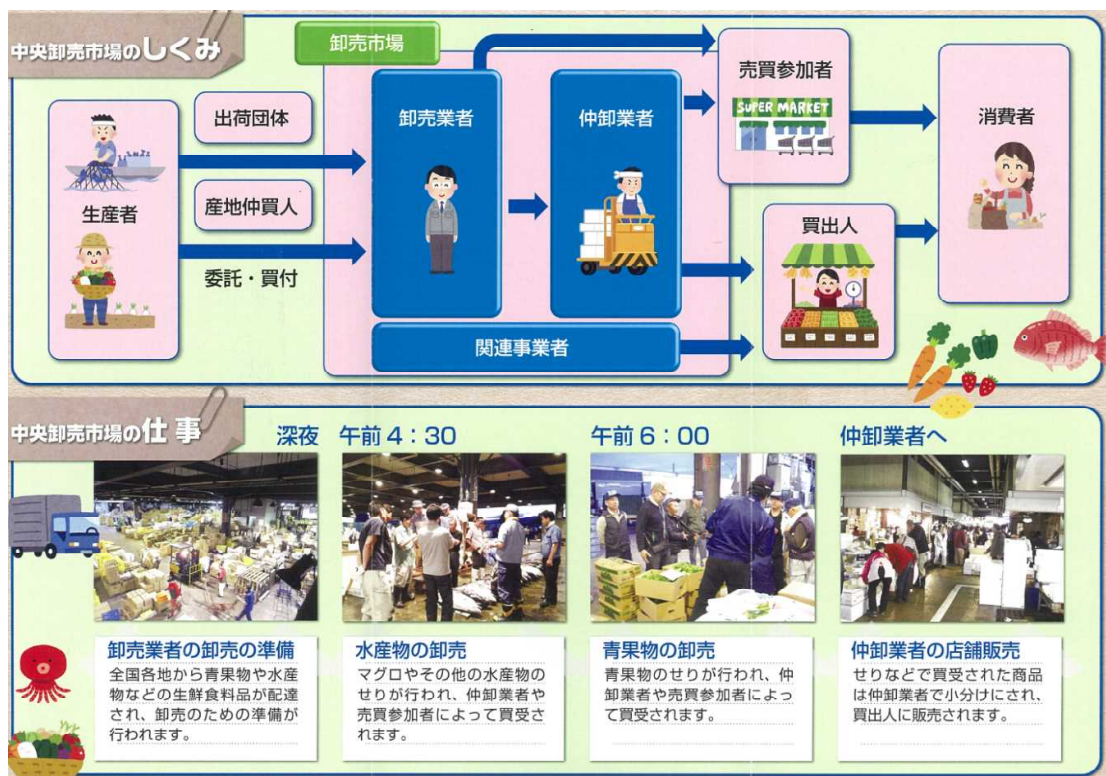 中央卸売市場のしくみ
卸売市場
生産者
出荷団体
産地仲買人
委託・買付
卸売業者
仲卸業者
関連事業者
売買参加者
SUPER MARKET
買出人
消費者
中央卸売市場の仕事
深夜
午前4:30
午前6:00
仲卸業者へ
卸売業者の卸売の準備
全国各地から青果物や水産
物などの生鮮食料品が配達
され、卸売のための準備が
行われます。
水産物の卸売
マグロやその他の水産物の
せりが行われ、仲卸業者や
売買参加者によって買受さ
れます。
青果物の卸売
青果物のせりが行われ、仲
卸業者や売買参加者によっ
て買受されます。
仲卸業者の店舗販売
せりなどで買受された商品
は仲卸業者で小分けにされ、
買出人に販売されます。